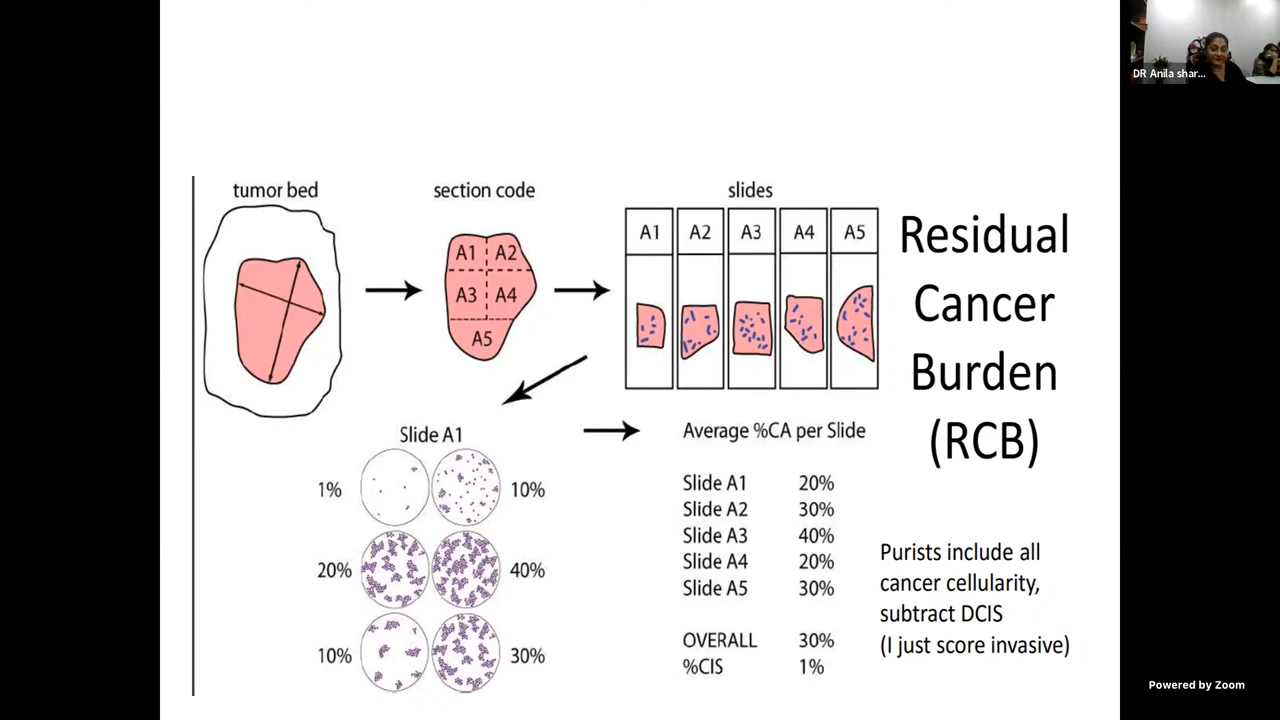 DR Anila shar...
tumor bed
section code
slides
A1 A2
A3 A4
A5
A1 A2 A3 A4 A5
Residual
Cancer
Burden
(RCB)
Slide A1
1% 10%
20% 40%
10% 30%
Average %CA per Slide
Slide A1 20%
Slide A2 30%
Slide A3 40%
Slide A4 20%
Slide A5 30%
OVERALL 30%
%CIS 1%
Purists include all
cancer cellularity,
subtract DCIS
(I just score invasive)
Powered by Zoom